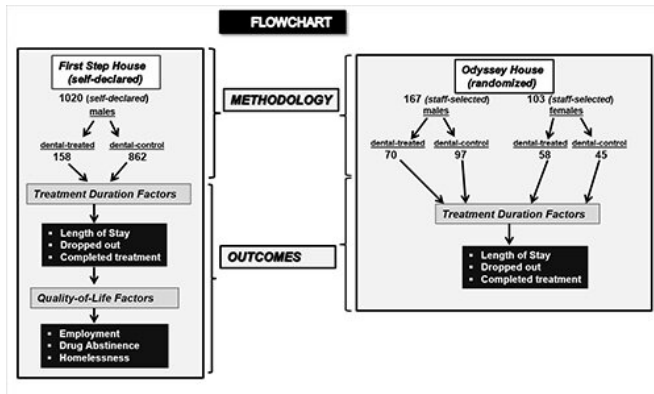 FLOWCHART
First Step House
(self-declared)
1020 (self-declared)
males
dental-treated dental-control
158 862
Treatment Duration Factors
▪ Length of Stay
▪ Dropped out
▪ Completed treatment
Quality-of-Life Factors
▪ Employment
▪ Drug Abstinence
▪ Homelessness
METHODOLOGY
OUTCOMES
Odyssey House
(randomized)
167 (staff-selected) 103 (staff-selected)
males females
dental-treated dental-control dental-treated dental-control
70 97 58 45
Treatment Duration Factors
▪ Length of Stay
▪ Dropped out
▪ Completed treatment